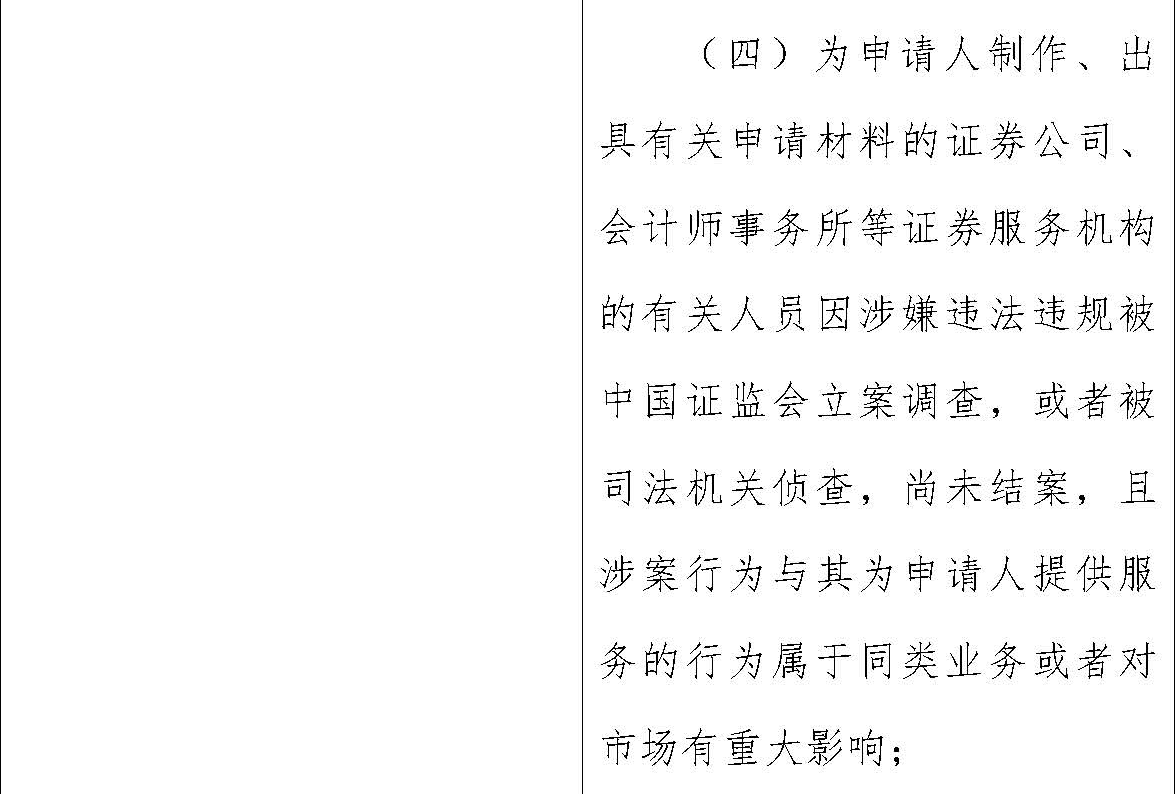 （四）为申请人制作、出
具有关申请材料的证券公司、
会计师事务所等证券服务机构
的有关人员因涉嫌违法违规被
中国证监会立案调查，或者被
司法机关侦查，尚未结案，且
涉案行为与其为申请人提供服
务的行为属于同类业务或者对
市场有重大影响；